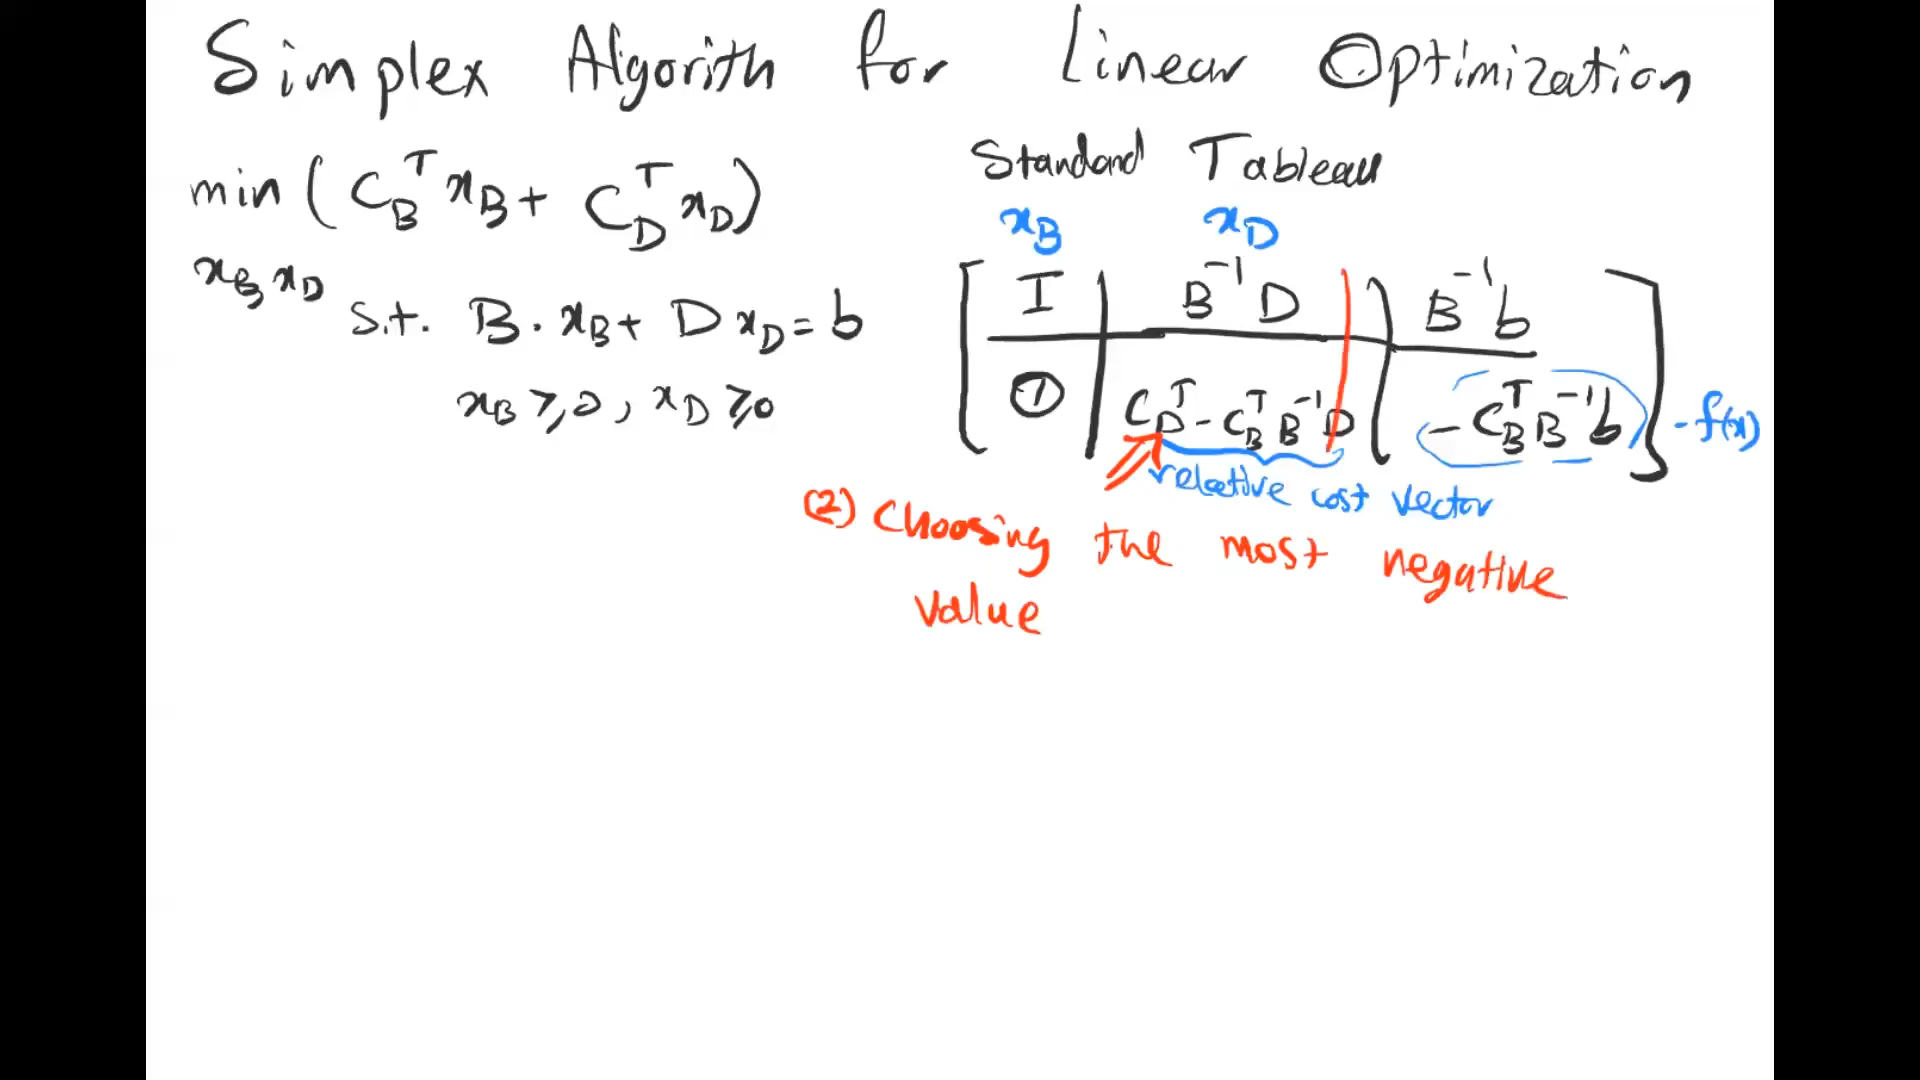 Simplex Algorith for Linear Optimization
min ( C_B^T x_B + C_D^T x_D )
x_B, x_D
s.t. B . x_B + D x_D = b
x_B ⩾ 0 , x_D ⩾ 0
Standard Tableau
x_B x_D
I B^-1 D B^-1 b
0 C_D^T - C_B^T B^-1 D - C_B^T B^-1 b - f(x)
relative cost vector
(2) Choosing the most negative
value